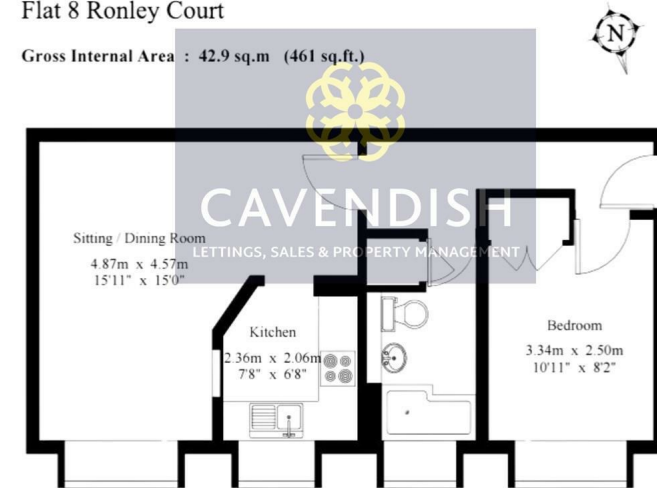 Flat 8 Ronley Court
N
Gross Internal Area : 42.9 sq.m (461 sq.ft.)
CAVENDISH
LETTINGS, SALES & PROPERTY MANAGEMENT
Sitting / Dining Room
4.87m x 4.57m
15'11" x 15'0"
Kitchen
2.36m x 2.06m
7'8" x 6'8"
Bedroom
3.34m x 2.50m
10'11" x 8'2"